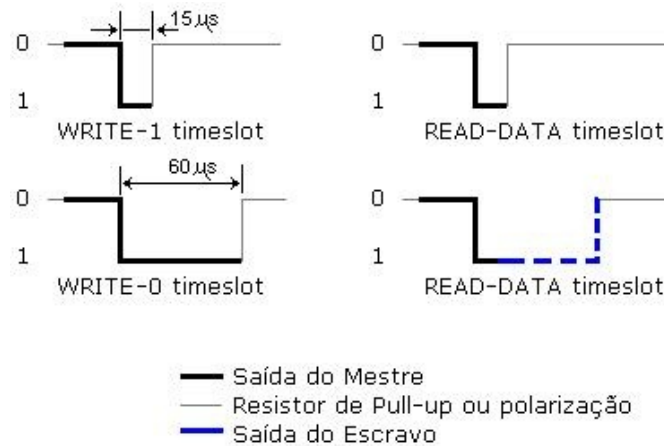 15µs
0
1
WRITE-1 timeslot
0
1
READ-DATA timeslot
60µs
0
1
WRITE-0 timeslot
0
1
READ-DATA timeslot
Saída do Mestre
Resistor de Pull-up ou polarização
Saída do Escravo